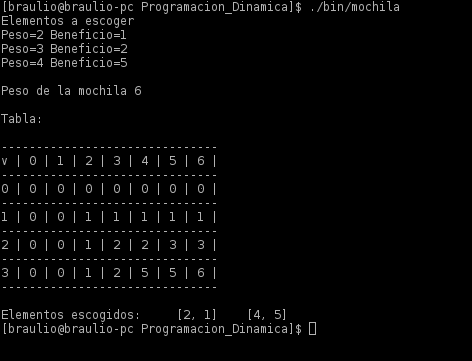 [braulio@braulio-pc Programacion_Dinamica]$ ./bin/mochila
Elementos a escoger
Peso=2 Beneficio=1
Peso=3 Beneficio=2
Peso=4 Beneficio=5
Peso de la mochila 6
Tabla:
-------------------------------
v | 0 | 1 | 2 | 3 | 4 | 5 | 6 |
-------------------------------
0 | 0 | 0 | 0 | 0 | 0 | 0 | 0 |
-------------------------------
1 | 0 | 0 | 1 | 1 | 1 | 1 | 1 |
-------------------------------
2 | 0 | 0 | 1 | 2 | 2 | 3 | 3 |
-------------------------------
3 | 0 | 0 | 1 | 2 | 5 | 5 | 6 |
-------------------------------
Elementos escogidos:     [2, 1]    [4, 5]
[braulio@braulio-pc Programacion_Dinamica]$